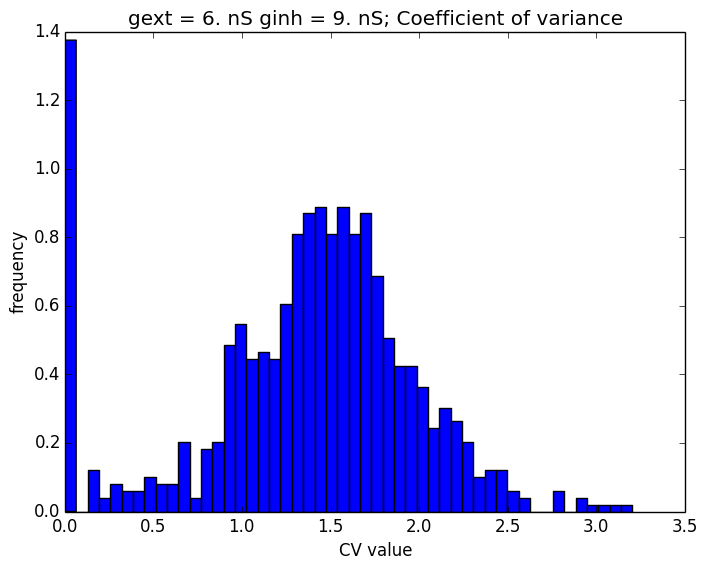 gext = 6. nS ginh = 9. nS; Coefficient of variance
1.4
1.2
1.0
0.8
0.6
0.4
0.2
0.0
frequency
0.0 0.5 1.0 1.5 2.0 2.5 3.0 3.5
CV value